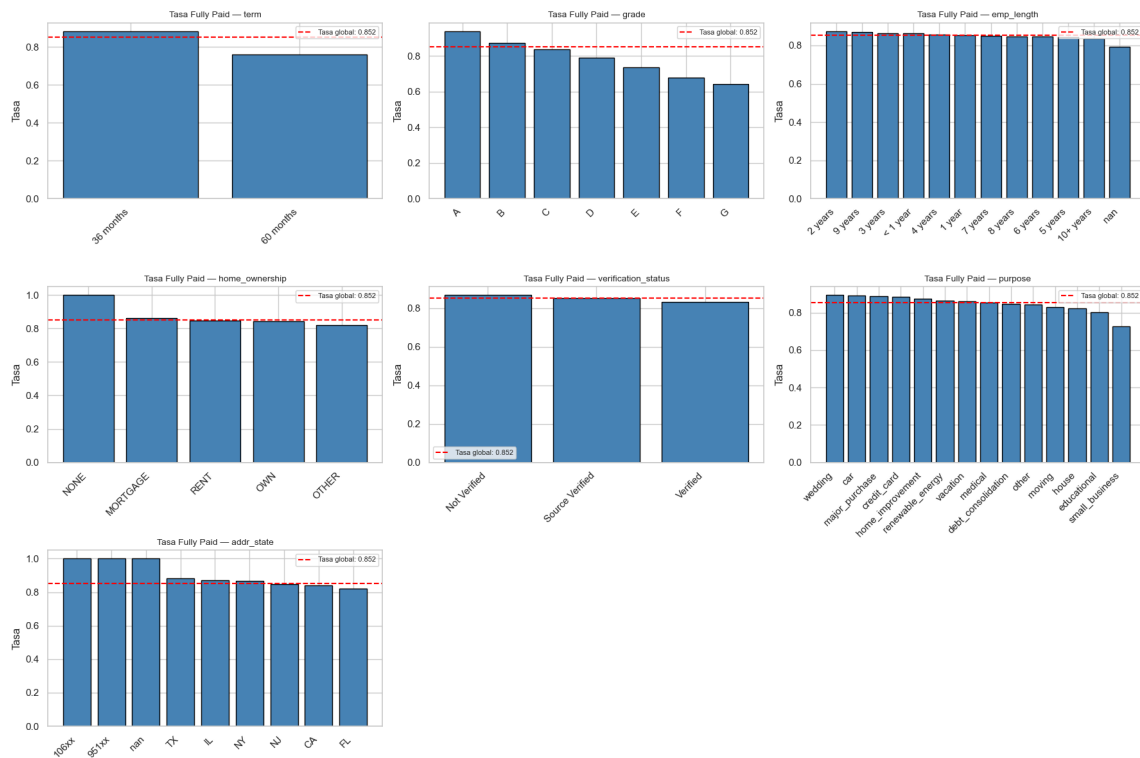 Tasa Fully Paid — term
Tasa global: 0.852
Tasa
0.8
0.6
0.4
0.2
0.0
36 months
60 months
Tasa Fully Paid — grade
Tasa global: 0.852
Tasa
0.8
0.6
0.4
0.2
0.0
A
B
C
D
E
F
G
Tasa Fully Paid — emp_length
Tasa global: 0.852
Tasa
0.8
0.6
0.4
0.2
0.0
2 years
9 years
3 years
< 1 year
4 years
1 year
7 years
8 years
6 years
5 years
10+ years
nan
Tasa Fully Paid — home_ownership
Tasa global: 0.852
Tasa
1.0
0.8
0.6
0.4
0.2
0.0
NONE
MORTGAGE
RENT
OWN
OTHER
Tasa Fully Paid — verification_status
Tasa
0.8
0.6
0.4
0.2
0.0
Tasa global: 0.852
Not Verified
Source Verified
Verified
Tasa Fully Paid — purpose
Tasa global: 0.852
Tasa
0.8
0.6
0.4
0.2
0.0
wedding
car
major_purchase
credit_card
home_improvement
renewable_energy
vacation
medical
debt_consolidation
other
moving
house
educational
small_business
Tasa Fully Paid — addr_state
Tasa global: 0.852
Tasa
1.0
0.8
0.6
0.4
0.2
0.0
106xx
951xx
nan
TX
IL
NY
NJ
CA
FL